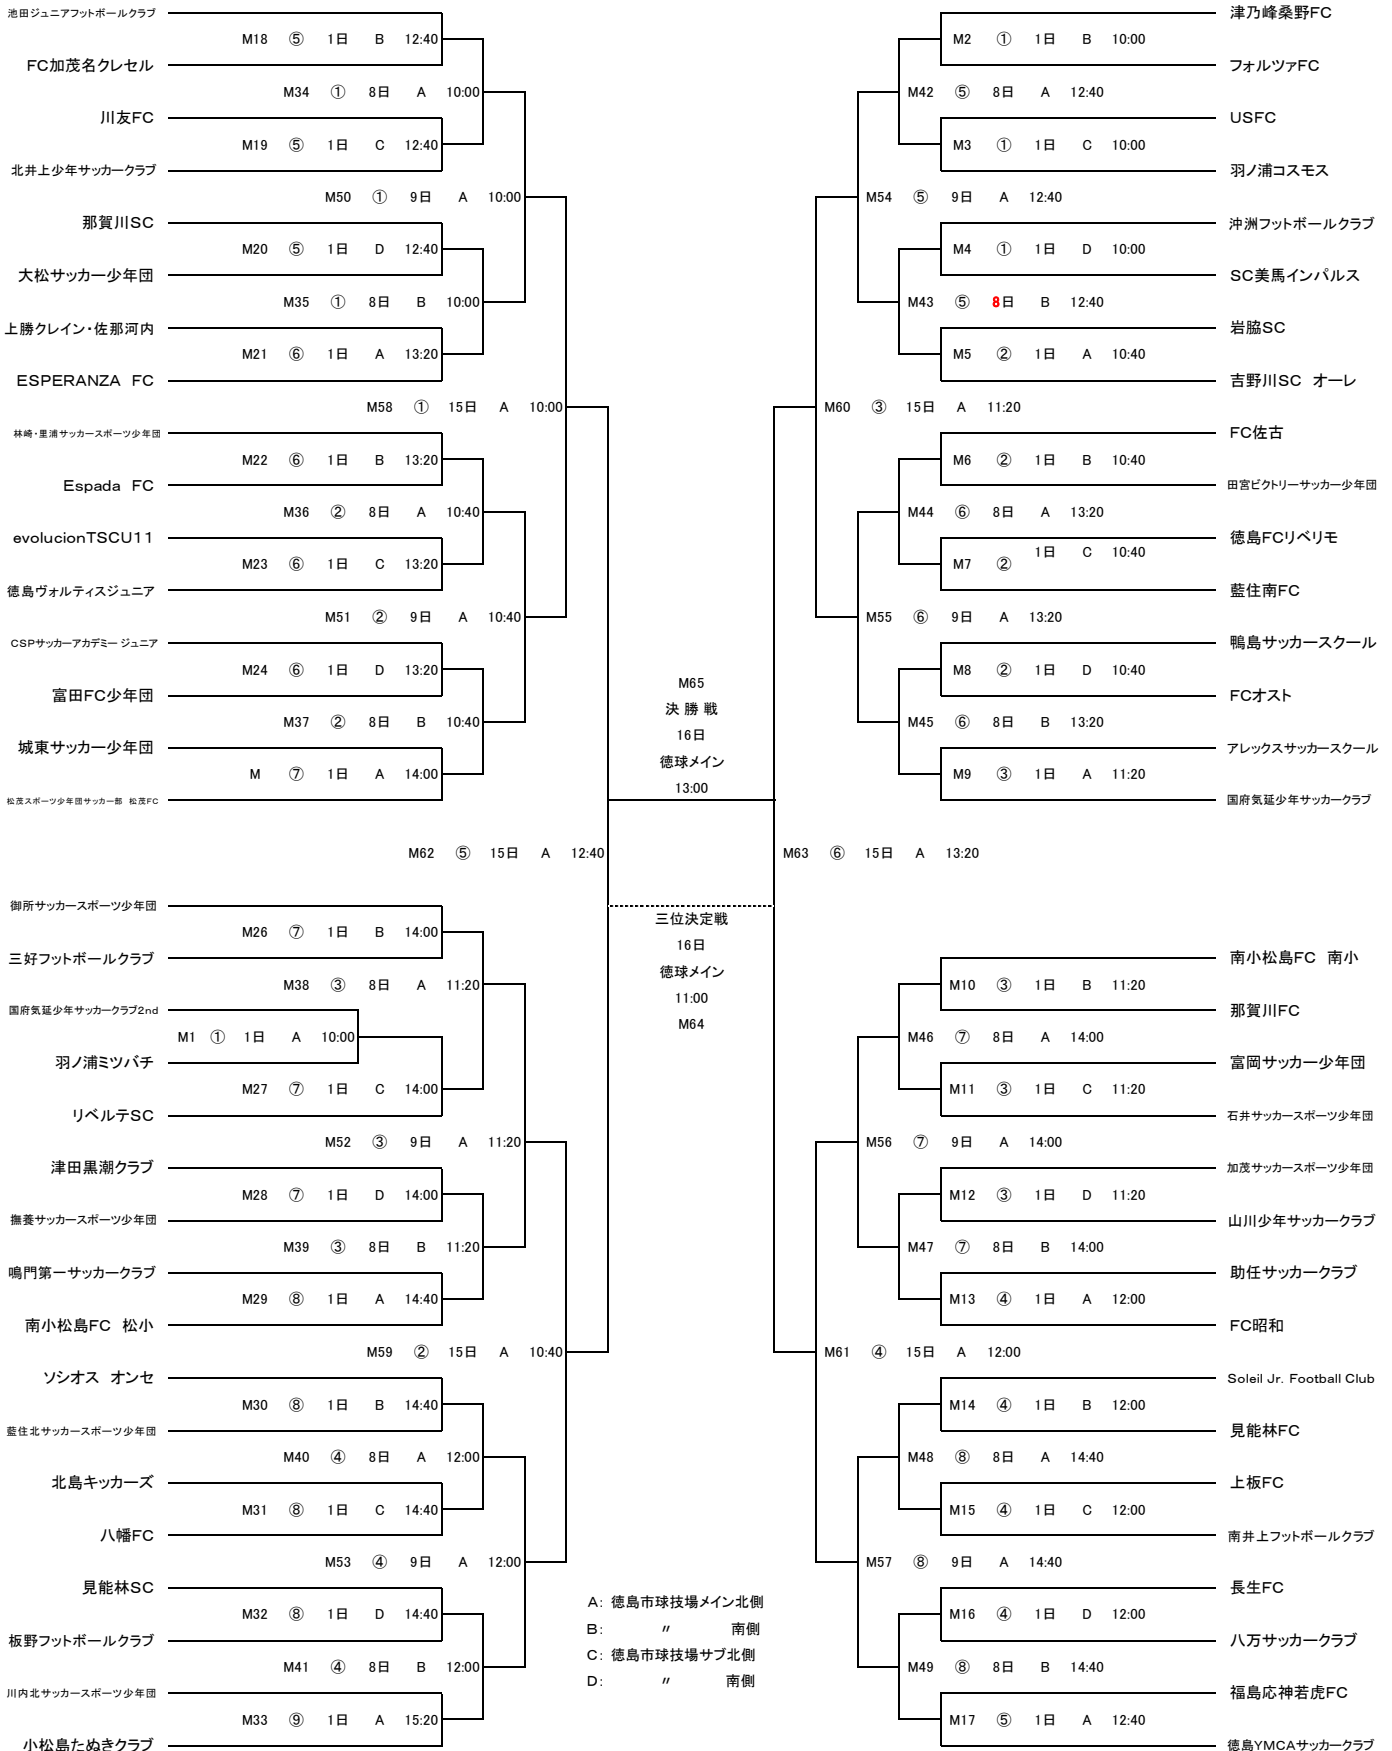 池田ジュニアフットボールクラブ
M18 ⑤ 1日 B 12:40
FC加茂名クレセル
M34 ① 8日 A 10:00
川友FC
M19 ⑤ 1日 C 12:40
北井上少年サッカークラブ
M50 ① 9日 A 10:00
那賀川SC
M20 ⑤ 1日 D 12:40
大松サッカー少年団
M35 ① 8日 B 10:00
上勝クレイン・佐那河内
M21 ⑥ 1日 A 13:20
ESPERANZA FC
M58 ① 15日 A 10:00
林崎・里浦サッカースポーツ少年団
M22 ⑥ 1日 B 13:20
Espada FC
M36 ② 8日 A 10:40
evolucionTSCU11
M23 ⑥ 1日 C 13:20
徳島ヴォルティスジュニア
M51 ② 9日 A 10:40
CSPサッカーアカデミー ジュニア
M24 ⑥ 1日 D 13:20
富田FC少年団
M37 ② 8日 B 10:40
城東サッカー少年団
M ⑦ 1日 A 14:00
松茂スポーツ少年団サッカー部 松茂FC
M62 ⑤ 15日 A 12:40
御所サッカースポーツ少年団
M26 ⑦ 1日 B 14:00
三好フットボールクラブ
M38 ③ 8日 A 11:20
国府気延少年サッカークラブ2nd
M1 ① 1日 A 10:00
羽ノ浦ミツバチ
M27 ⑦ 1日 C 14:00
リベルテSC
M52 ③ 9日 A 11:20
津田黒潮クラブ
M28 ⑦ 1日 D 14:00
撫養サッカースポーツ少年団
M39 ③ 8日 B 11:20
鳴門第一サッカークラブ
M29 ⑧ 1日 A 14:40
南小松島FC 松小
M59 ② 15日 A 10:40
ソシオス オンセ
M30 ⑧ 1日 B 14:40
藍住北サッカースポーツ少年団
M40 ④ 8日 A 12:00
北島キッカーズ
M31 ⑧ 1日 C 14:40
八幡FC
M53 ④ 9日 A 12:00
見能林SC
M32 ⑧ 1日 D 14:40
板野フットボールクラブ
M41 ④ 8日 B 12:00
川内北サッカースポーツ少年団
M33 ⑨ 1日 A 15:20
小松島たぬきクラブ
M65
決 勝 戦
16日
徳球メイン
13:00
三位決定戦
16日
徳球メイン
11:00
M64
A: 徳島市球技場メイン北側
B: 〃 南側
C: 徳島市球技場サブ北側
D: 〃 南側
津乃峰桑野FC
M2 ① 1日 B 10:00
フォルツァFC
M42 ⑤ 8日 A 12:40
USFC
M3 ① 1日 C 10:00
羽ノ浦コスモス
M54 ⑤ 9日 A 12:40
沖洲フットボールクラブ
M4 ① 1日 D 10:00
SC美馬インパルス
M43 ⑤ 8日 B 12:40
岩脇SC
M5 ② 1日 A 10:40
吉野川SC オーレ
M60 ③ 15日 A 11:20
FC佐古
M6 ② 1日 B 10:40
田宮ビクトリーサッカー少年団
M44 ⑥ 8日 A 13:20
徳島FCリベリモ
M7 ② 1日 C 10:40
藍住南FC
M55 ⑥ 9日 A 13:20
鴨島サッカースクール
M8 ② 1日 D 10:40
FCオスト
M45 ⑥ 8日 B 13:20
アレックスサッカースクール
M9 ③ 1日 A 11:20
国府気延少年サッカークラブ
M63 ⑥ 15日 A 13:20
南小松島FC 南小
M10 ③ 1日 B 11:20
那賀川FC
M46 ⑦ 8日 A 14:00
富岡サッカー少年団
M11 ③ 1日 C 11:20
石井サッカースポーツ少年団
M56 ⑦ 9日 A 14:00
加茂サッカースポーツ少年団
M12 ③ 1日 D 11:20
山川少年サッカークラブ
M47 ⑦ 8日 B 14:00
助任サッカークラブ
M13 ④ 1日 A 12:00
FC昭和
M61 ④ 15日 A 12:00
Soleil Jr. Football Club
M14 ④ 1日 B 12:00
見能林FC
M48 ⑧ 8日 A 14:40
上板FC
M15 ④ 1日 C 12:00
南井上フットボールクラブ
M57 ⑧ 9日 A 14:40
長生FC
M16 ④ 1日 D 12:00
八万サッカークラブ
M49 ⑧ 8日 B 14:40
福島応神若虎FC
M17 ⑤ 1日 A 12:40
徳島YMCAサッカークラブ